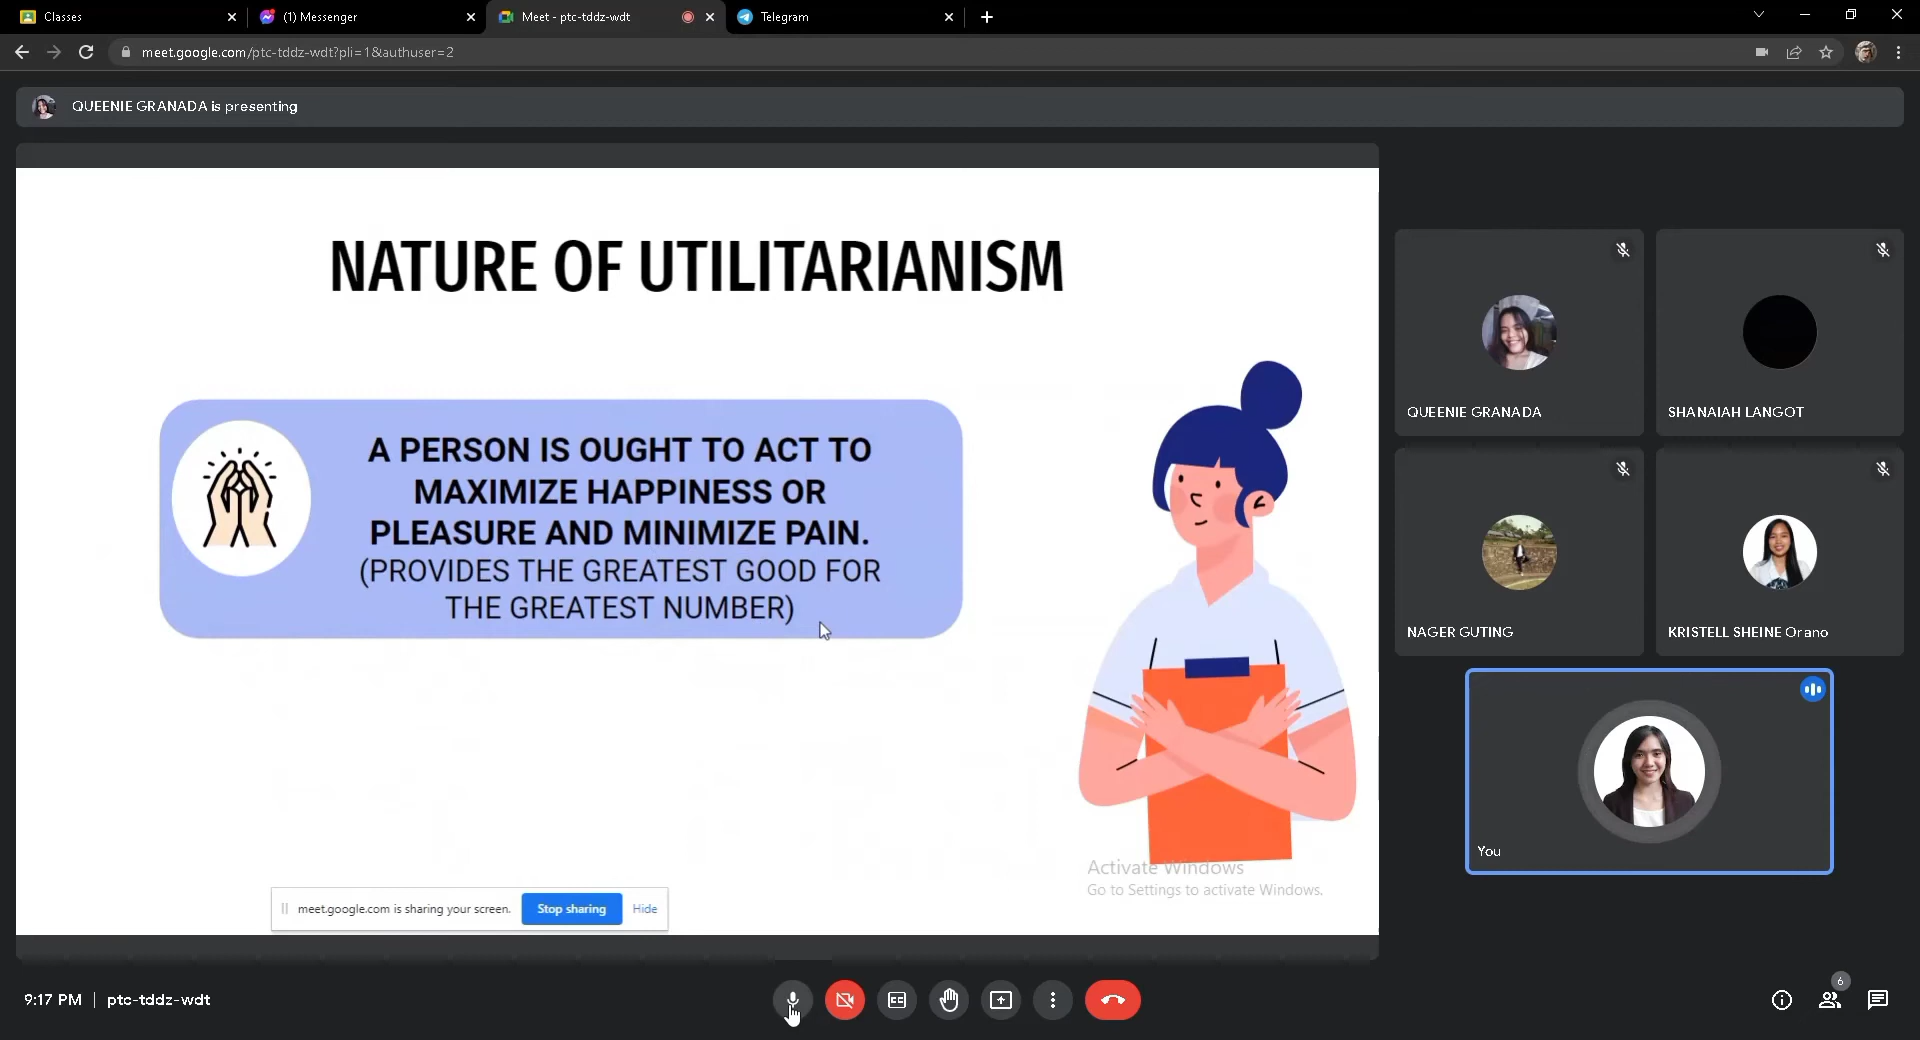 Classes
(1) Messenger
Meet - ptc-tddz-wdt
Telegram
meet.google.com/ptc-tddz-wdt?pli=1&authuser=2
QUEENIE GRANADA is presenting
NATURE OF UTILITARIANISM
A PERSON IS OUGHT TO ACT TO
MAXIMIZE HAPPINESS OR
PLEASURE AND MINIMIZE PAIN.
(PROVIDES THE GREATEST GOOD FOR
THE GREATEST NUMBER)
Activate Windows
Go to Settings to activate Windows.
meet.google.com is sharing your screen.
Stop sharing
Hide
QUEENIE GRANADA
SHANAIAH LANGOT
NAGER GUTING
KRISTELL SHEINE Orano
You
9:17 PM | ptc-tddz-wdt
6